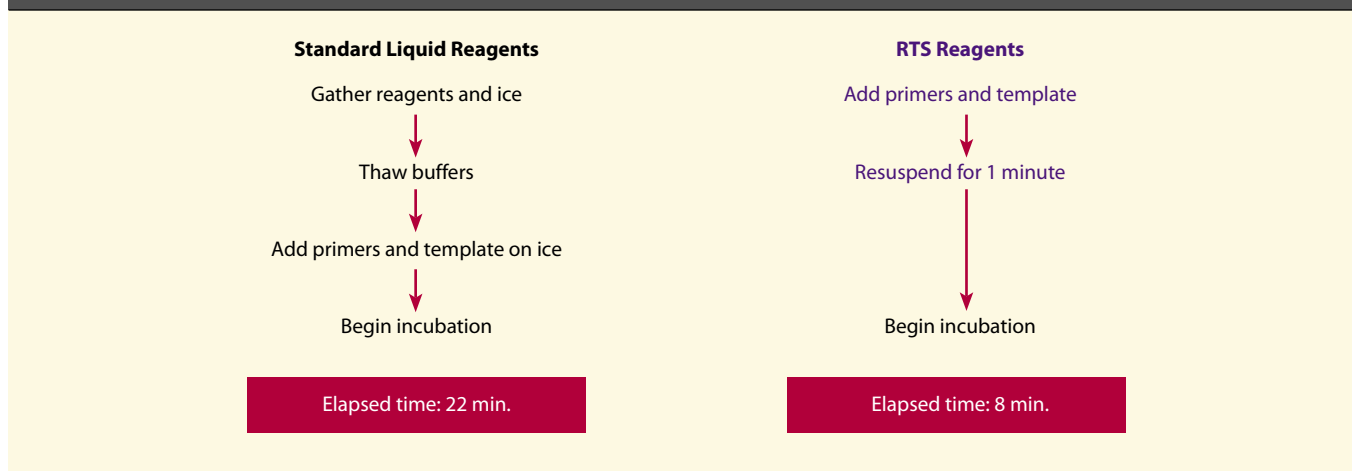 Standard Liquid Reagents
Gather reagents and ice
Thaw buffers
Add primers and template on ice
Begin incubation
Elapsed time: 22 min.
RTS Reagents
Add primers and template
Resuspend for 1 minute
Begin incubation
Elapsed time: 8 min.